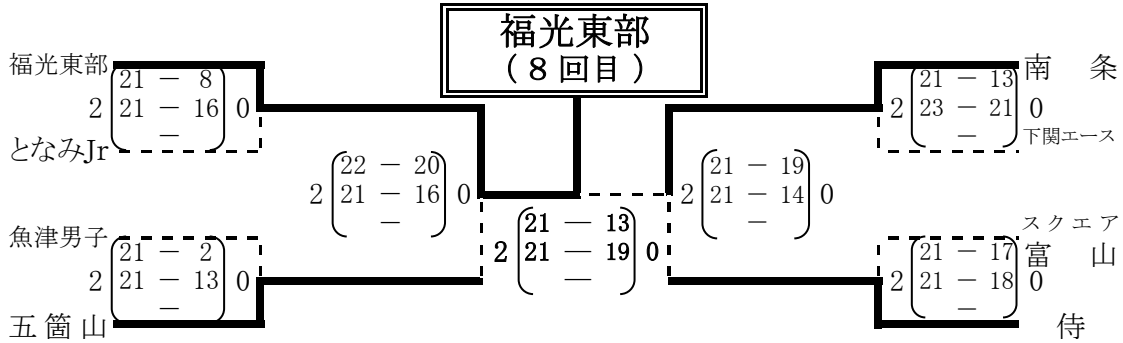 福光東部
(８回目)
福光東部
21 － 8
2 21 － 16 0
－
となみJr
魚津男子
21 － 2
2 21 － 13 0
－
五箇山
22 － 20
2 21 － 16 0
－
21 － 13
2 21 － 19 0
－
21 － 19
2 21 － 14 0
－
南　条
21 － 13
2 23 － 21 0
－
下関エース
スクエア
富　山
21 － 17
2 21 － 18 0
－
侍